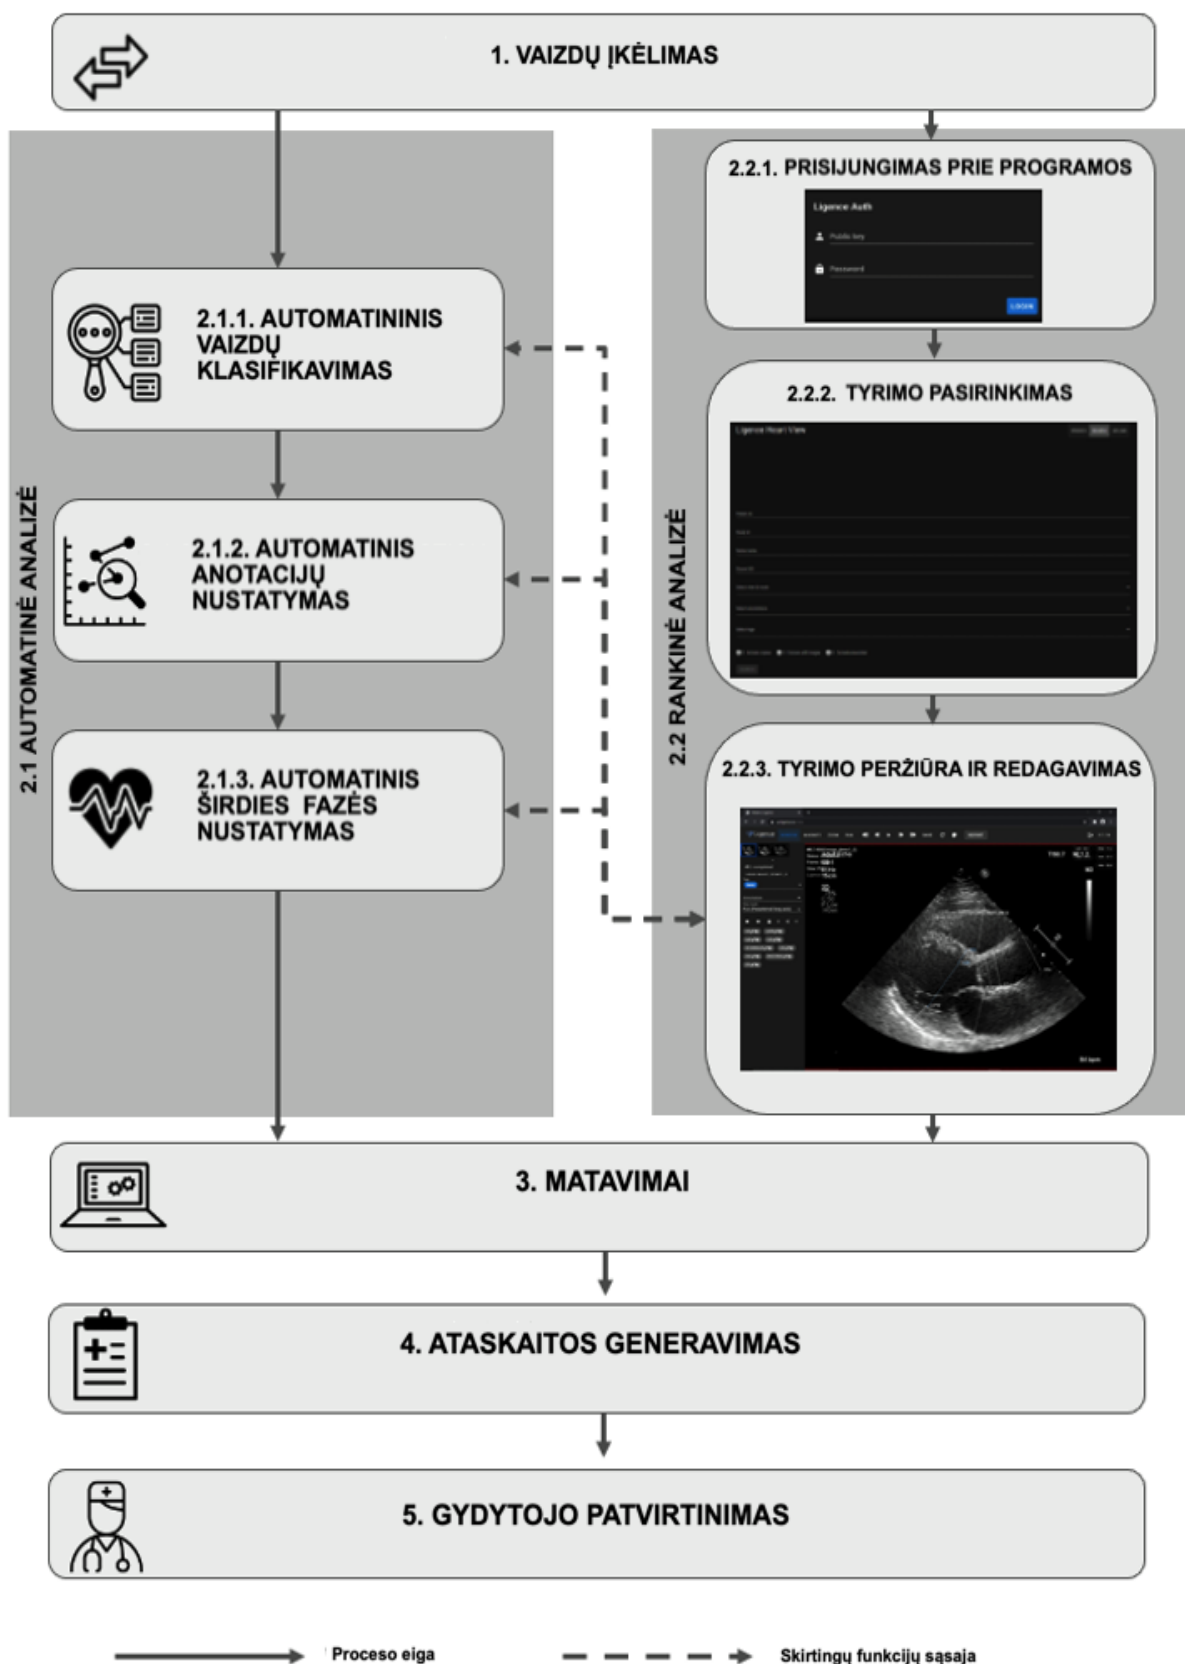 1. VAIZDŲ ĮKĖLIMAS
2.1 AUTOMATINĖ ANALIZĖ
2.1.1. AUTOMATININIS
VAIZDŲ
KLASIFIKAVIMAS
2.1.2. AUTOMATINIS
ANOTACIJŲ
NUSTATYMAS
2.1.3. AUTOMATINIS
ŠIRDIES FAZĖS
NUSTATYMAS
2.2 RANKINĖ ANALIZĖ
2.2.1. PRISIJUNGIMAS PRIE PROGRAMOS
Ligence Auth
Public key
Password
LOGIN
2.2.2. TYRIMO PASIRINKIMAS
Ligence Heart View
2.2.3. TYRIMO PERŽIŪRA IR REDAGAVIMAS
Ligence
3. MATAVIMAI
4. ATASKAITOS GENERAVIMAS
5. GYDYTOJO PATVIRTINIMAS
Proceso eiga
Skirtingų funkcijų sąsaja